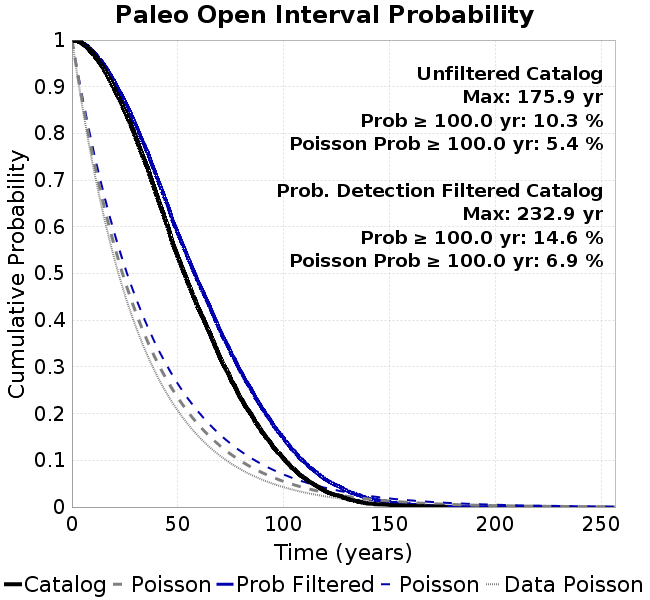 Paleo Open Interval Probability
Unfiltered Catalog
Max: 175.9 yr
Prob ≥ 100.0 yr: 10.3 %
Poisson Prob ≥ 100.0 yr: 5.4 %
Prob. Detection Filtered Catalog
Max: 232.9 yr
Prob ≥ 100.0 yr: 14.6 %
Poisson Prob ≥ 100.0 yr: 6.9 %
Cumulative Probability
1
0.9
0.8
0.7
0.6
0.5
0.4
0.3
0.2
0.1
0
0 50 100 150 200 250
Time (years)
Catalog Poisson Prob Filtered Poisson Data Poisson